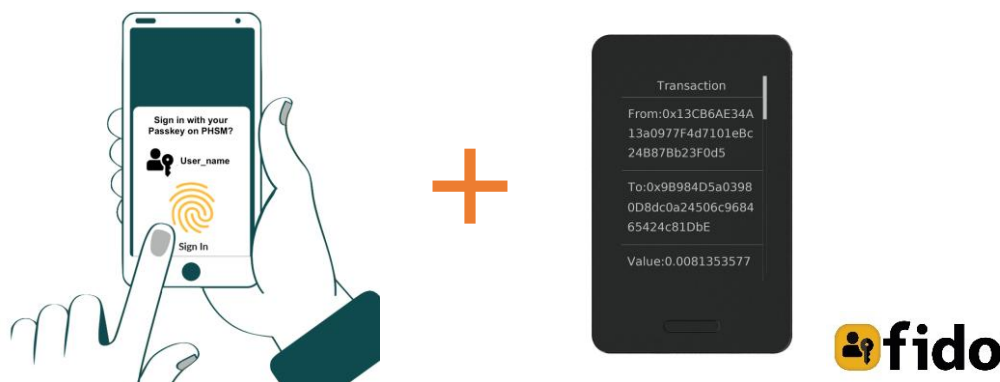 Sign in with your
Passkey on PHSM?
User_name
Sign In
Transaction
From:0x13CB6AE34A
13a0977F4d7101eBc
24B87Bb23F0d5
To:0x9B984D5a0398
0D8dc0a24506c9684
65424c81DbE
Value:0.0081353577
fido